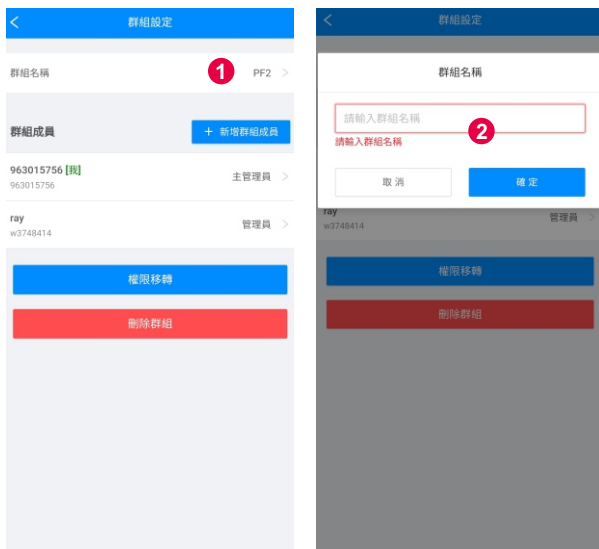 群組設定
群組名稱
1
PF2
群組成員
+ 新增群組成員
963015756 [我]
963015756
主管理員
ray
w3748414
管理員
權限移轉
刪除群組
群組設定
群組名稱
請輸入群組名稱
2
請輸入群組名稱
取消
確定
ray
w3748414
管理員
權限移轉
刪除群組